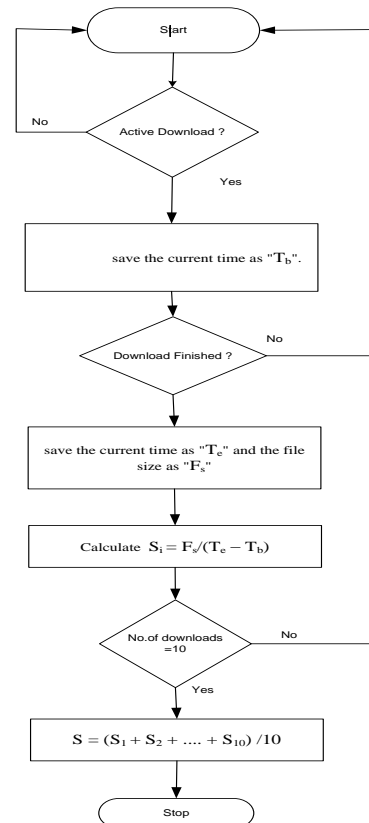 Start
No
Active Download ?
Yes
save the current time as "Tb".
No
Download Finished ?
save the current time as "Te" and the file
size as "Fs"
Calculate Si = Fs/(Te – Tb)
No.of downloads
=10
No
Yes
S = (S1 + S2 + .... + S10) /10
Stop